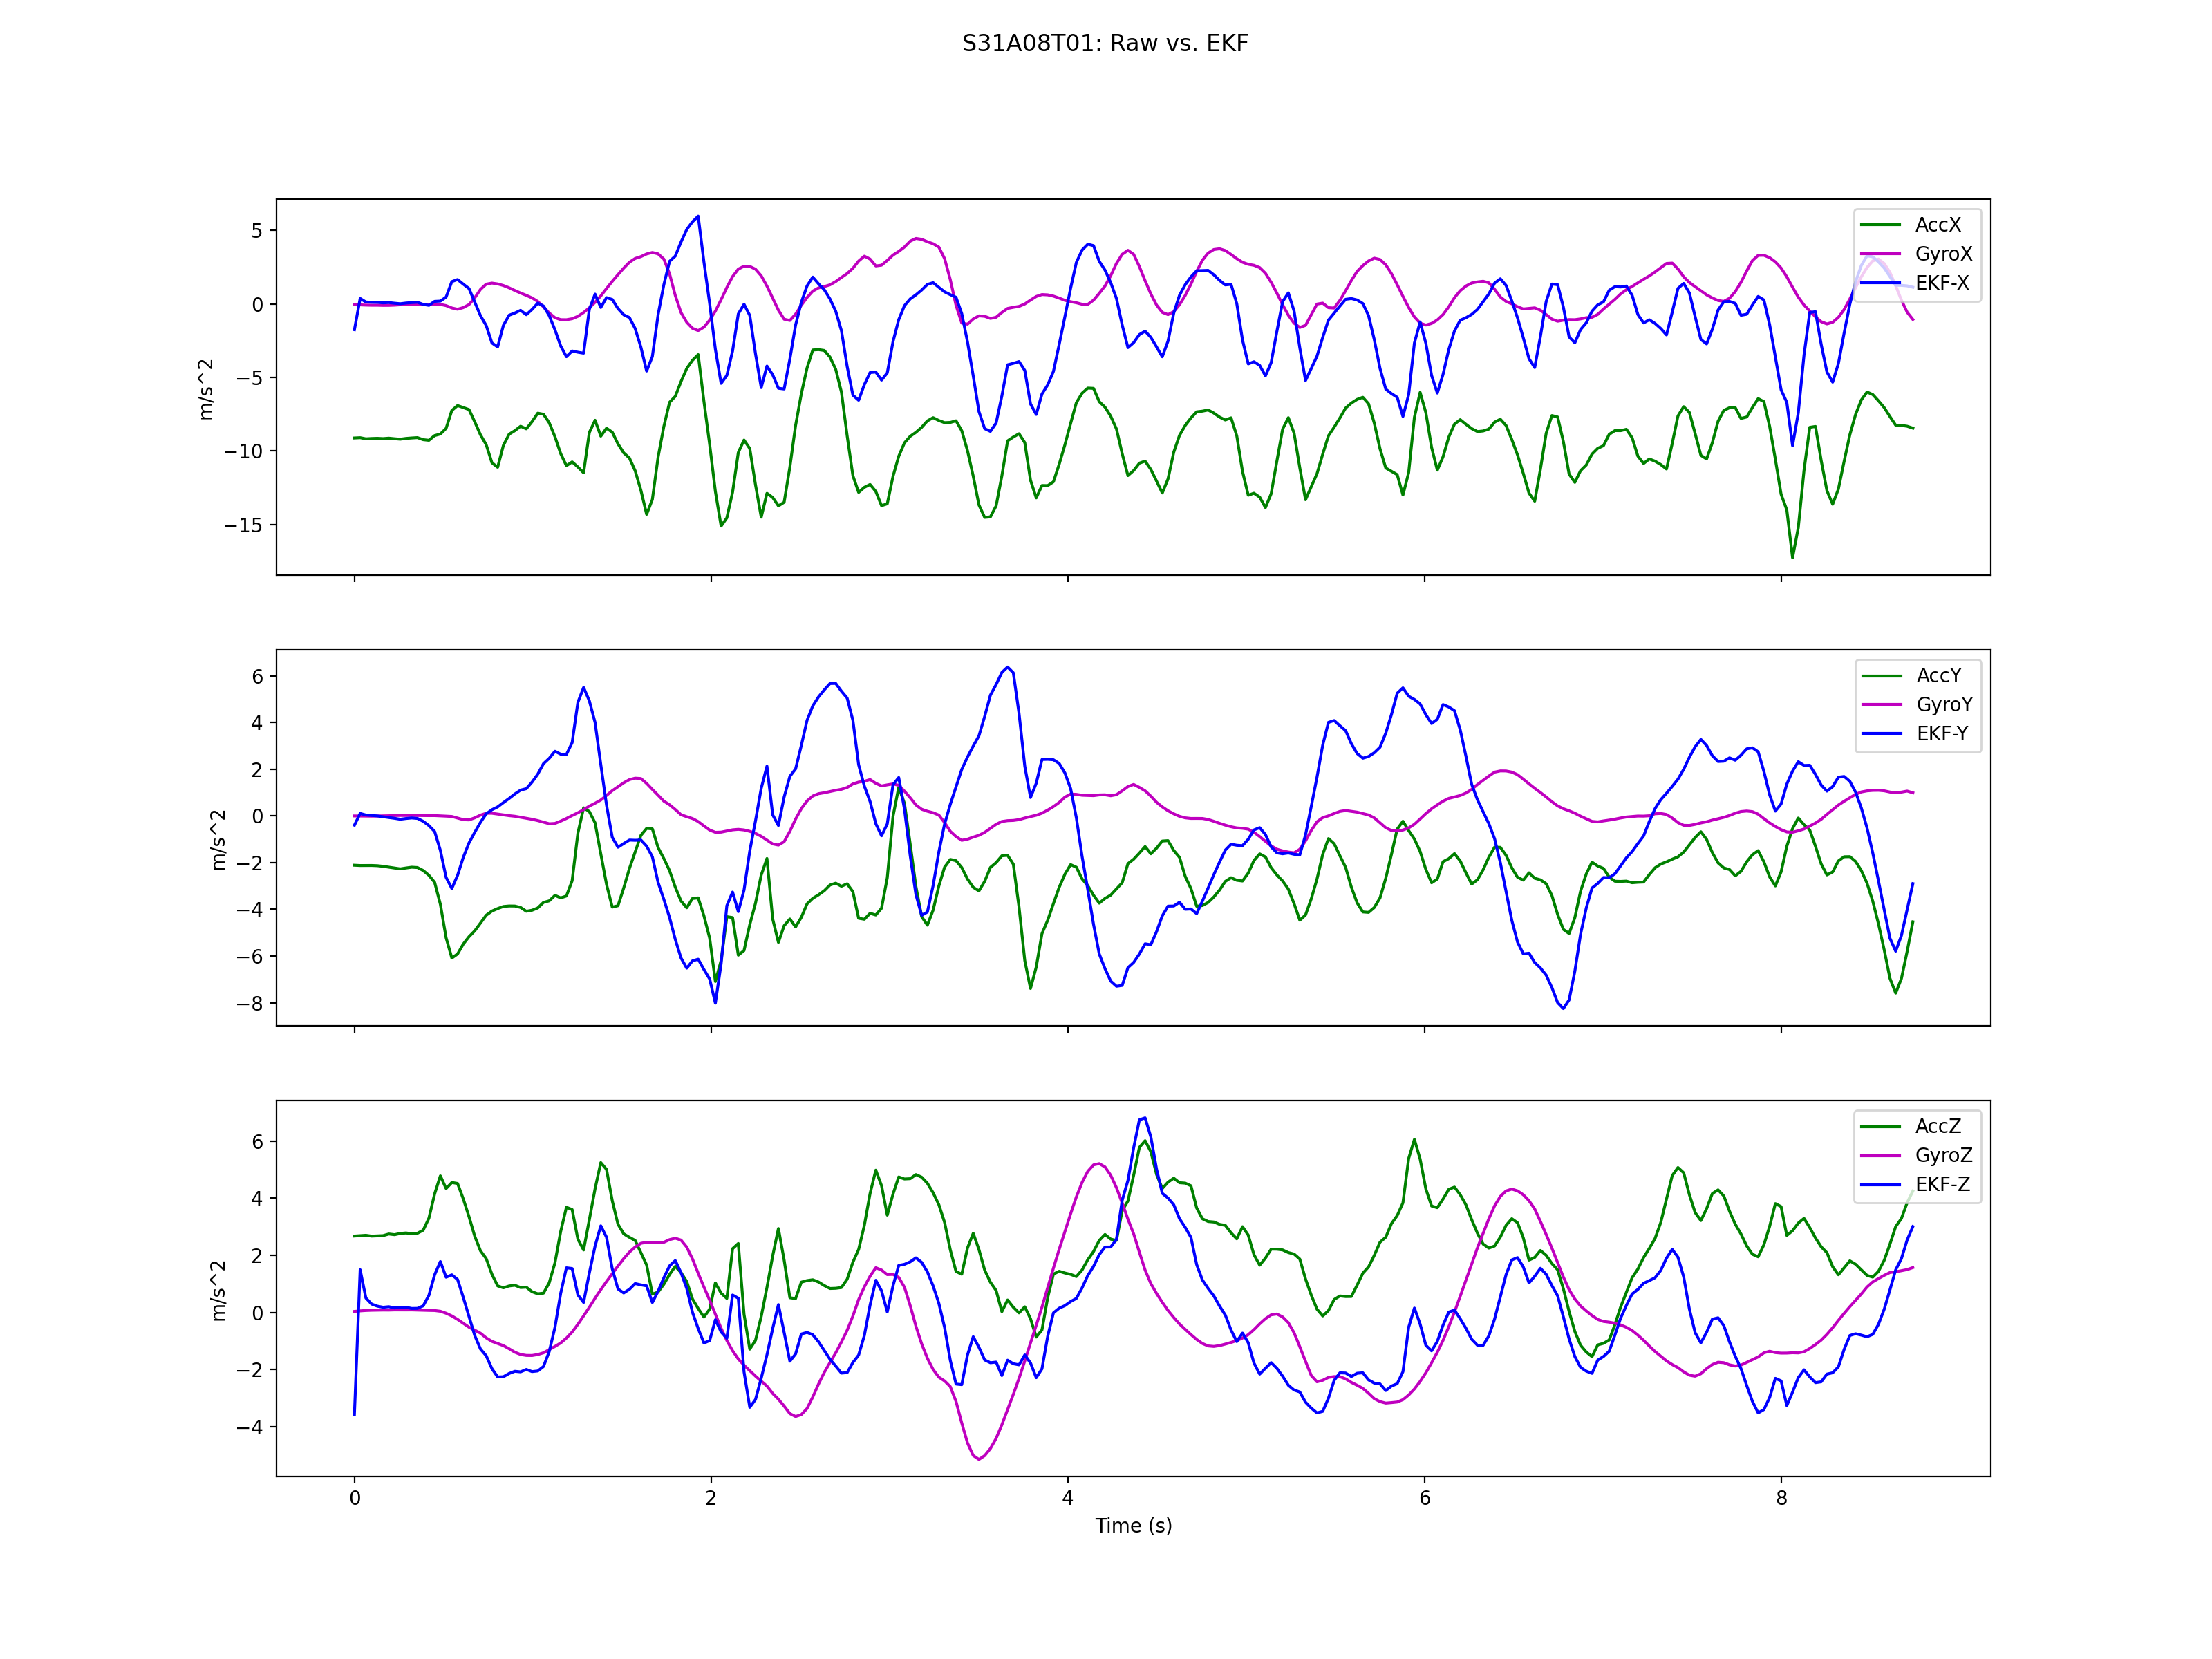 S31A08T01: Raw vs. EKF
5
0
−5
−10
−15
m/s^2
AccX
GyroX
EKF-X
6
4
2
0
−2
−4
−6
−8
m/s^2
AccY
GyroY
EKF-Y
6
4
2
0
−2
−4
m/s^2
AccZ
GyroZ
EKF-Z
0 2 4 6 8
Time (s)